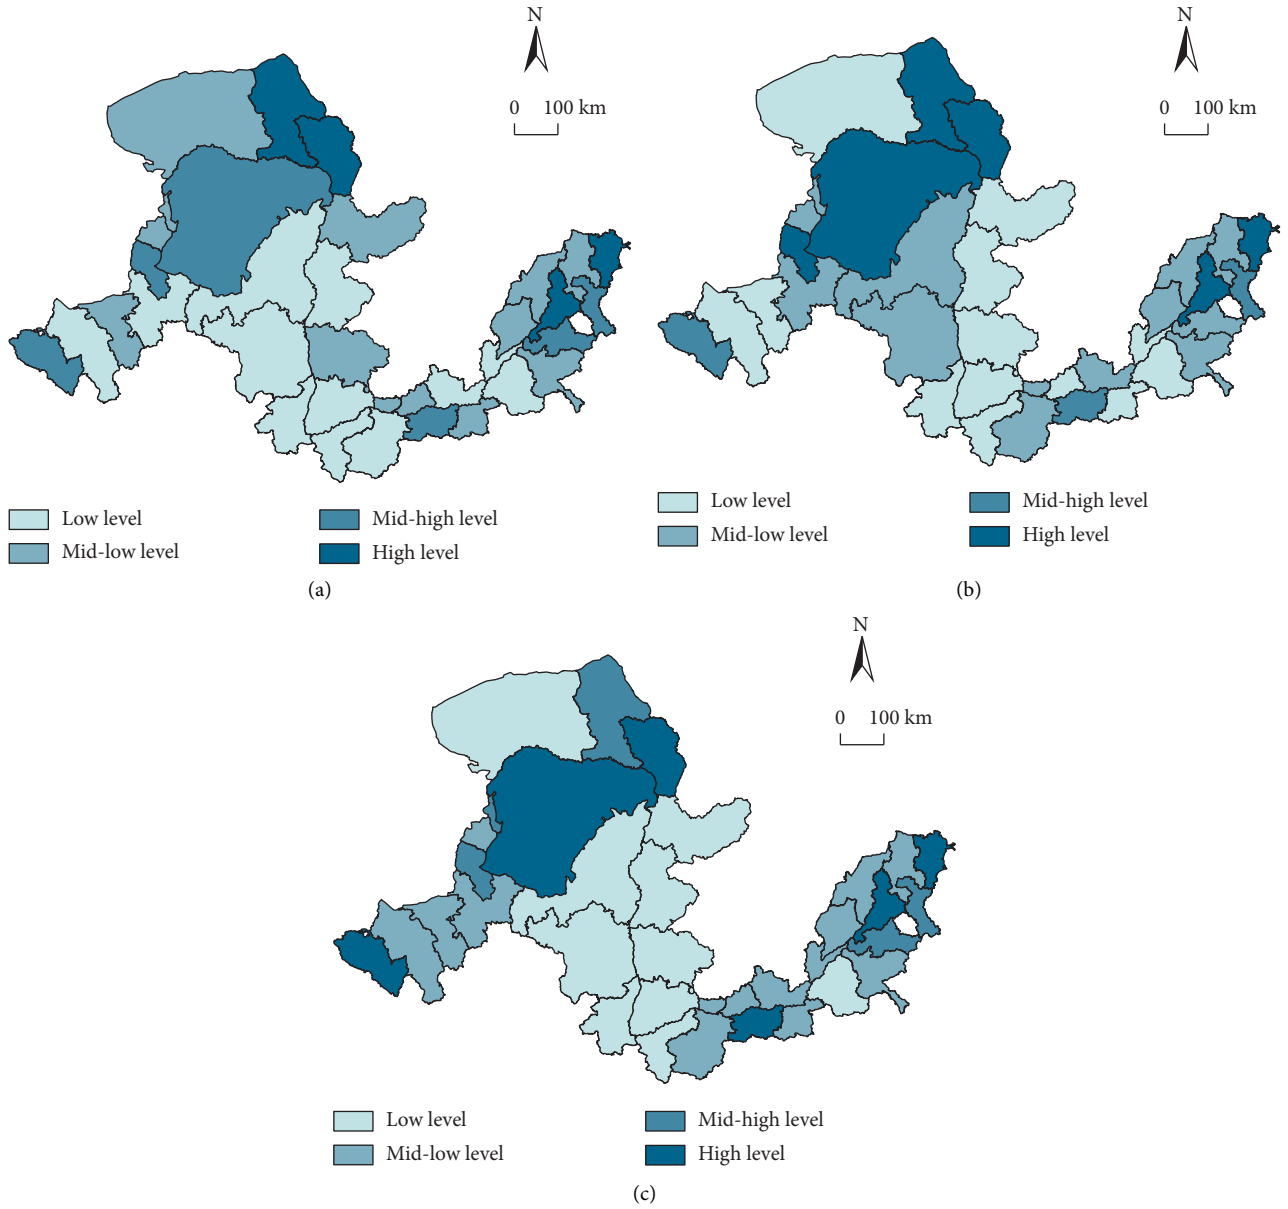 N
0 100 km
Low level
Mid-low level
Mid-high level
High level
(a)
N
0 100 km
Low level
Mid-low level
Mid-high level
High level
(b)
N
0 100 km
Low level
Mid-low level
Mid-high level
High level
(c)